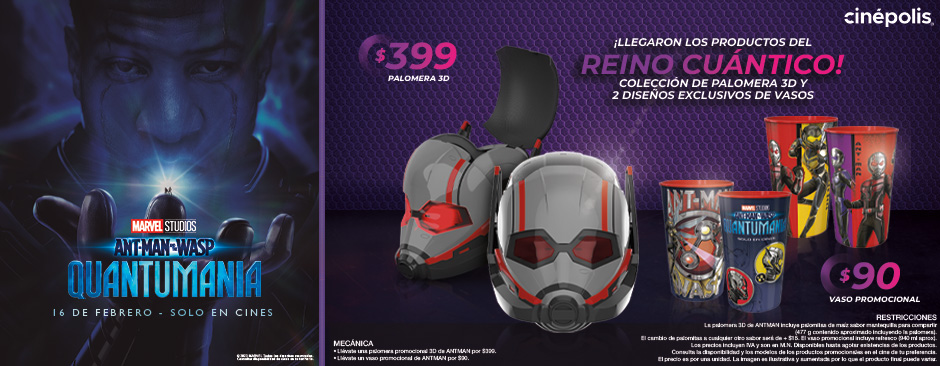 MARVEL STUDIOS
ANT-MAN AND THE WASP
QUANTUMANIA
16 DE FEBRERO - SOLO EN CINES
cinépolis
$399
PALOMERA 3D
¡LLEGARON LOS PRODUCTOS DEL
REINO CUÁNTICO!
COLECCIÓN DE PALOMERA 3D Y
2 DISEÑOS EXCLUSIVOS DE VASOS
MARVEL STUDIOS
QUANTUMANIA
$90
VASO PROMOCIONAL
MECÁNICA
• Llévate una palomera promocional 3D de ANTMAN por $399.
• Llévate un vaso promocional de ANTMAN por $90.
RESTRICCIONES
La palomera 3D de ANTMAN incluye palomitas de maíz sabor mantequilla para compartir
(477 g contenido aproximado incluyendo la palomera).
El cambio de palomitas a cualquier otro sabor será de + $15. El vaso promocional incluye refresco (940 ml aprox).
Los precios incluyen IVA y son en M.N. Disponibles hasta agotar existencias de los productos.
Consulta la disponibilidad y los modelos de los productos promocionales en el cine de tu preferencia.
El precio es por una unidad. La imagen es ilustrativa y aumentada por lo que el producto final puede variar.